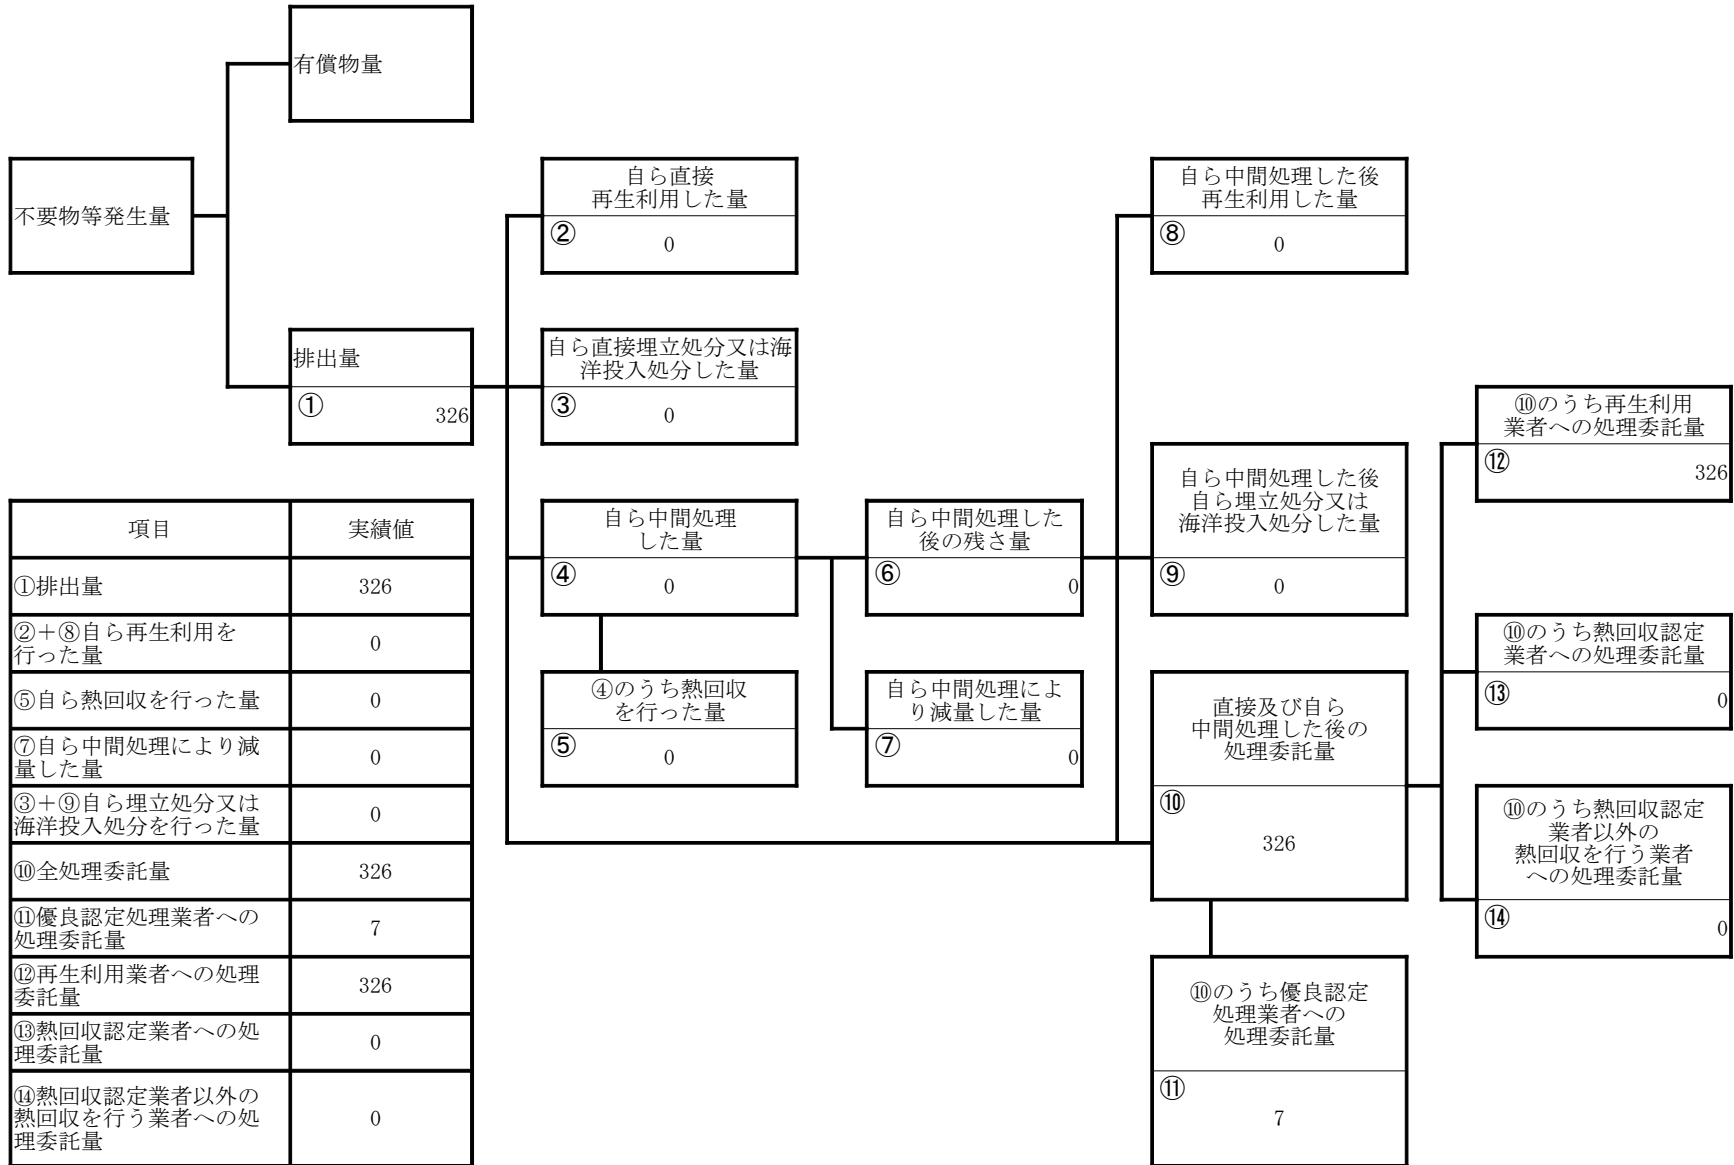 有償物量
不要物等発生量
自ら直接
再生利用した量
②
0
自ら中間処理した後
再生利用した量
⑧
0
排出量
①
326
自ら直接埋立処分又は海
洋投入処分した量
③
0
⑩のうち再生利用
業者への処理委託量
⑫
326
自ら中間処理した後
自ら埋立処分又は
海洋投入処分した量
⑨
0
自ら中間処理
した量
④
0
自ら中間処理した
後の残さ量
⑥
0
④のうち熱回収
を行った量
⑤
0
自ら中間処理によ
り減量した量
⑦
0
直接及び自ら
中間処理した後の
処理委託量
⑩
326
⑩のうち熱回収認定
業者への処理委託量
⑬
0
⑩のうち熱回収認定
業者以外の
熱回収を行う業者
への処理委託量
⑭
0
⑩のうち優良認定
処理業者への
処理委託量
⑪
7
項目 実績値
①排出量 326
②+⑧自ら再生利用を
行った量 0
⑤自ら熱回収を行った量 0
⑦自ら中間処理により減
量した量 0
③+⑨自ら埋立処分又は
海洋投入処分を行った量 0
⑩全処理委託量 326
⑪優良認定処理業者への
処理委託量 7
⑫再生利用業者への処理
委託量 326
⑬熱回収認定業者への処
理委託量 0
⑭熱回収認定業者以外の
熱回収を行う業者への処
理委託量 0